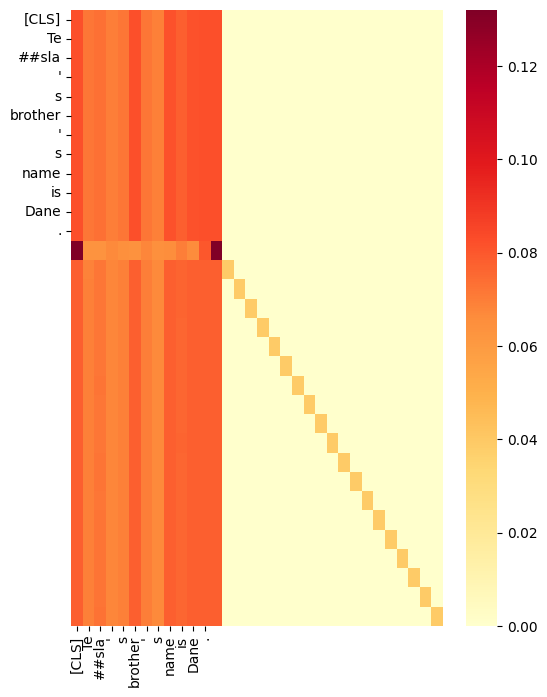 [CLS]
Te
##sla
'
s
brother
'
s
name
is
Dane
.
0.12
0.10
0.08
0.06
0.04
0.02
0.00
[CLS]
Te
##sla
'
s
brother
'
s
name
is
Dane
.